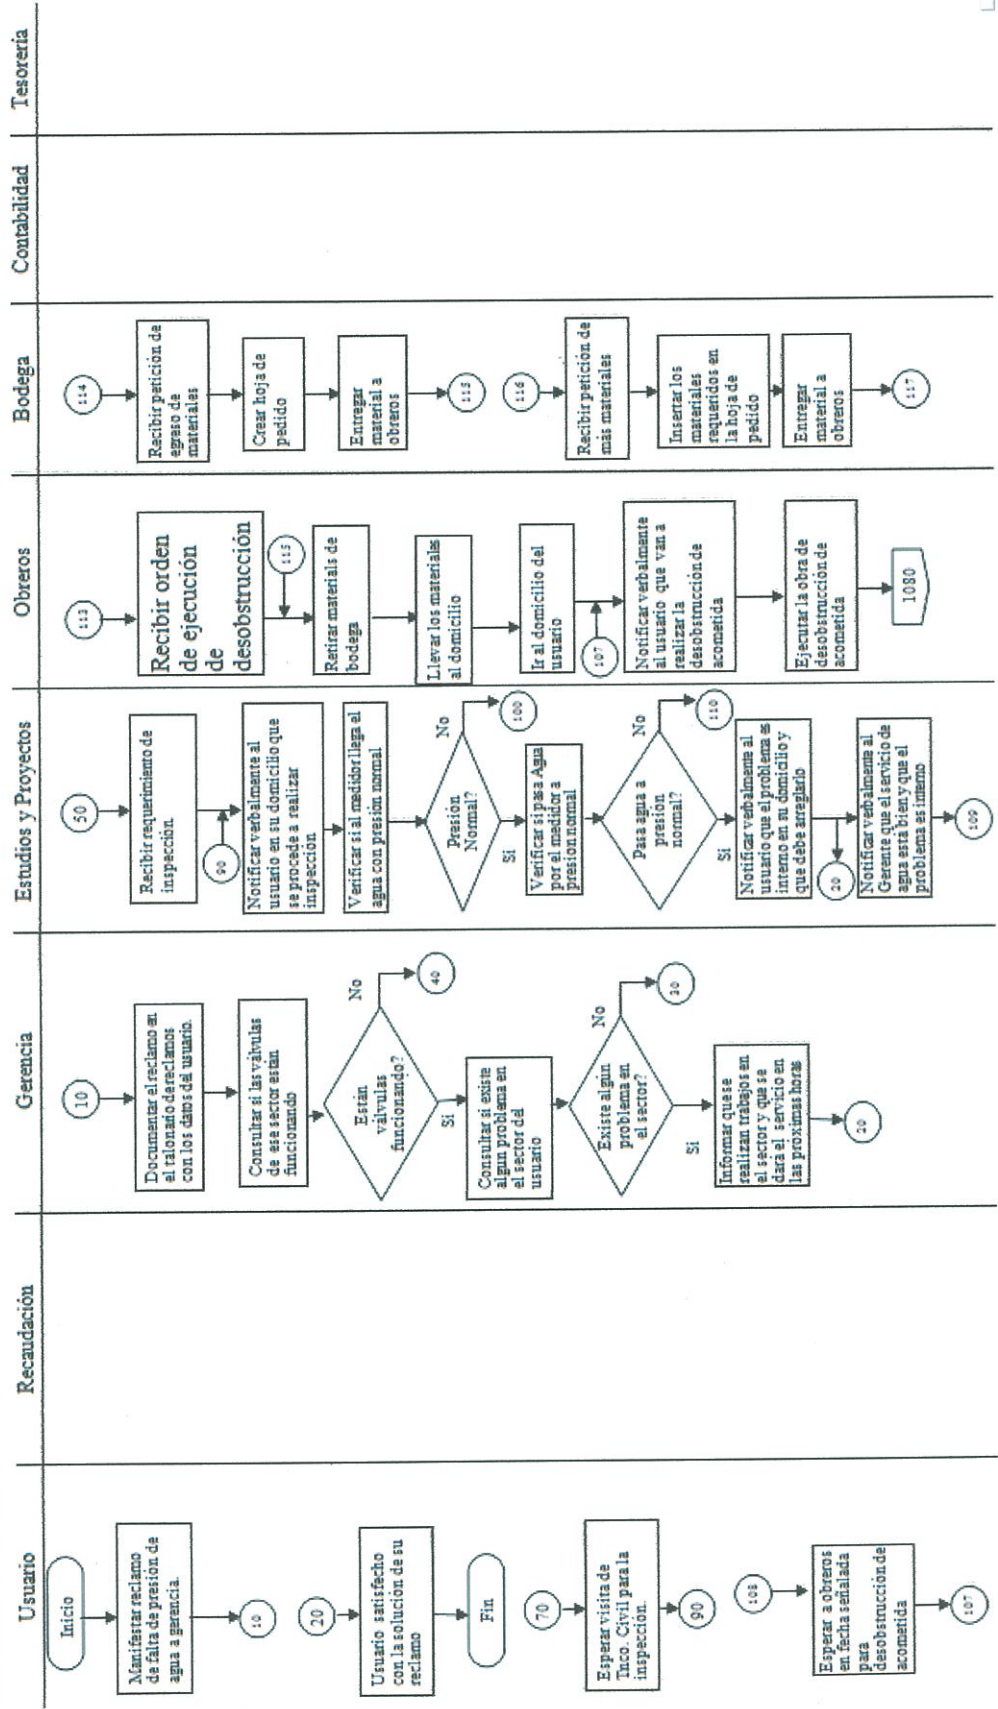 Usuario
Recaudación
Gerencia
Estudios y Proyectos
Obreros
Bodega
Contabilidad
Tesoreria
Inicio
Manifestar reclamo
de falta de presión de
agua a gerencia.
10
20
Usuario satisfecho
con la solución de su
reclamo
Fin
70
Esperar visita de
Tnco. Civil para la
inspección.
90
Esperar a obreros
en fecha señalada
para
desobstrucción de
acometida
107
10
Documentar el reclamo en
el talonario de reclamos
con los datos del usuario.
Consultar si las válvulas
de ese sector están
funcionando
Están
válvulas
funcionando?
No
40
Si
Consultar si existe
algun problema en
el sector del
usuario
Existe algún
problema en
el sector?
No
30
Si
Informar que se
realizan trabajos en
el sector y que se
dará el servicio en
las proximas horas
20
50
Recibir requerimiento de
inspección
90
Notificar verbalmente al
usuario en su domicilio que
se procede a realizar
inspeccion
Verificar si al medidor llega el
agua con presión normal
Presión
Normal?
No
100
Si
Verificar si pasa Agua
por el medidor a
presion normal
Pasa agua a
presión
normal?
No
110
Si
Notificar verbalmente al
usuario que el problema es
interno en su domicilio y
que debe arreglarlo
20
Notificar verbalmente al
Gerente que el servicio de
agua está bien y que el
problema es interno
109
113
Recibir orden
de ejecución
de
desobstrucción
115
Retirar materials de
bodega
Llevar los materiales
al domicilio
Ir al domicilio del
usuario
107
Notificar verbalmente
al usuario que van a
realizar la
desobstrucción de
acometida
Ejecutar la obra de
desobstrucción de
acometida
1080
114
Recibir petición de
egreso de
materiales
Crear hoja de
pedido
Entregar
material a
obreros
115
116
Recibir petición de
más materiales
Insertar los
materiales
requeridos en
la hoja de
pedido
Entregar
material a
obreros
117